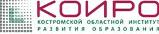 КОИРО
КОСТРОМСКОЙ ОБЛАСТНОЙ ИНСТИТУТ
РАЗВИТИЯ ОБРАЗОВАНИЯ